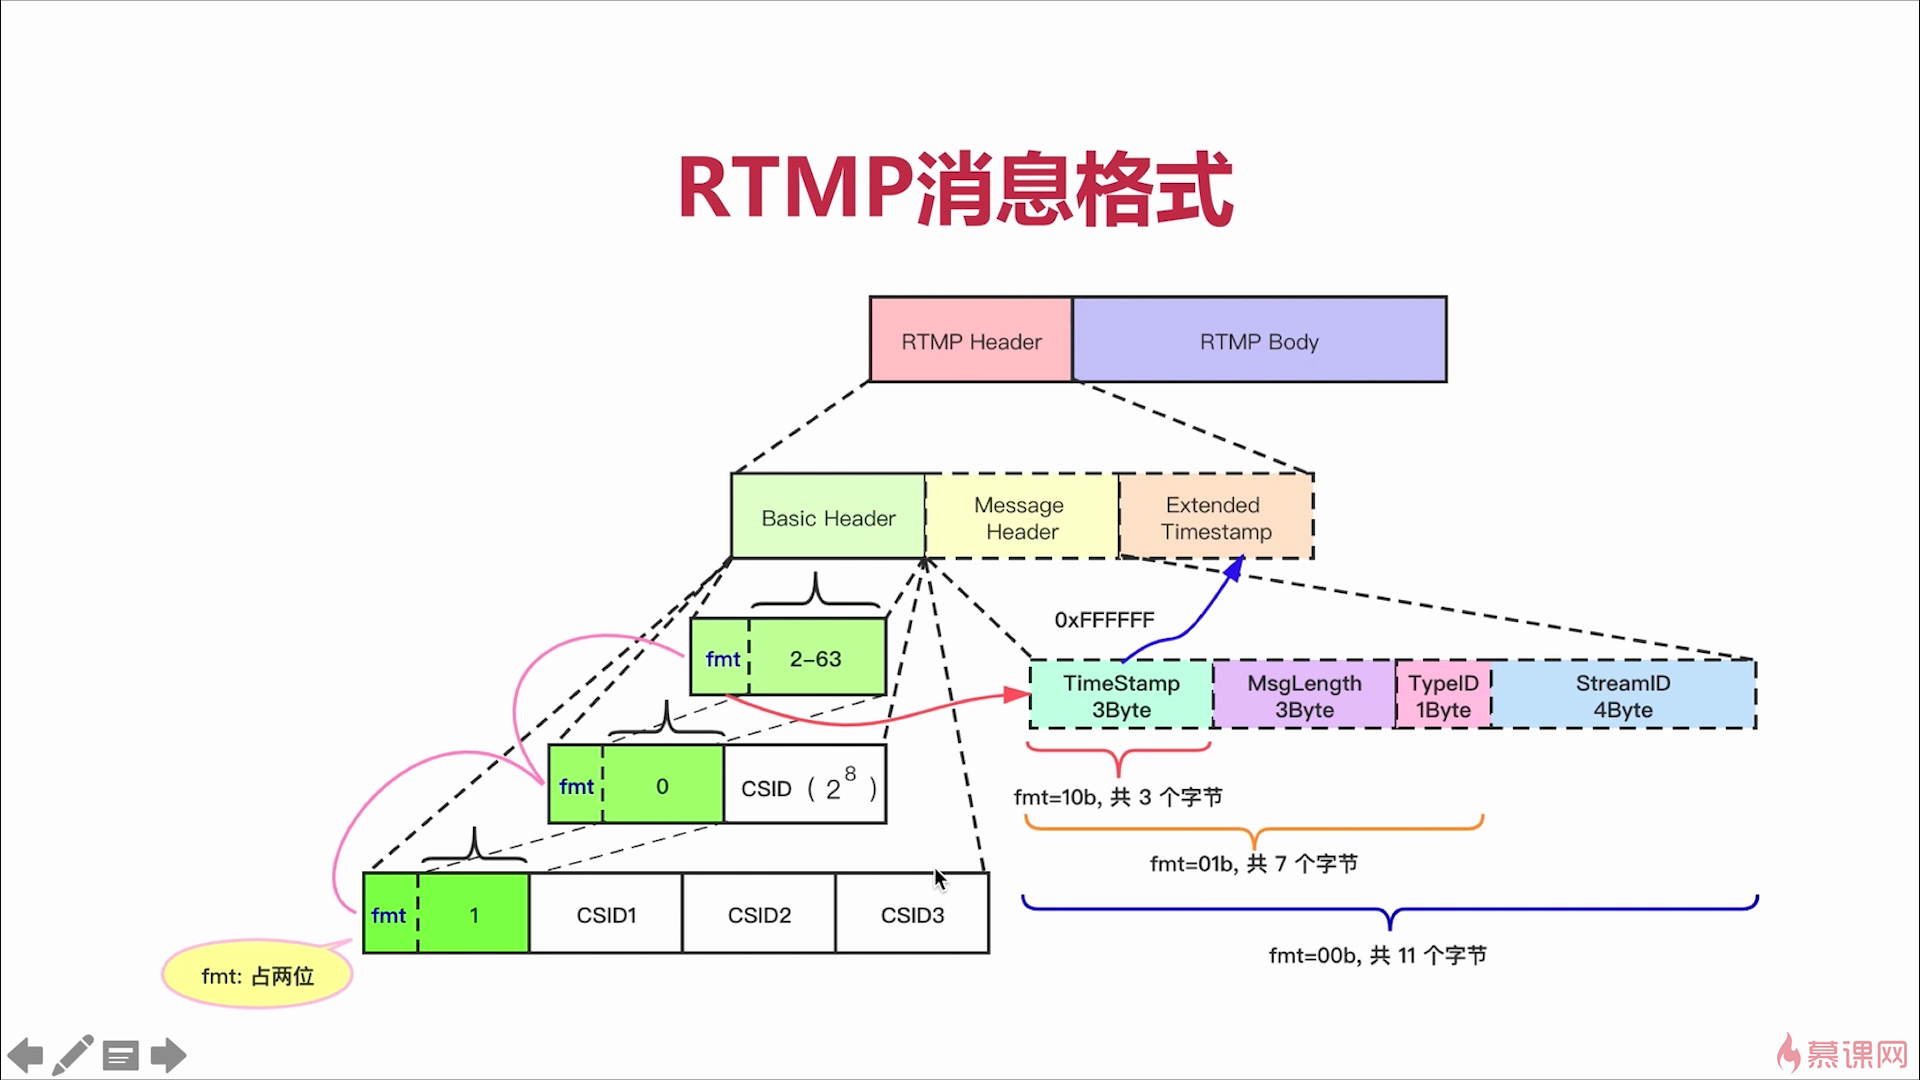 RTMP消息格式
RTMP Header
RTMP Body
Basic Header
Message
Header
Extended
Timestamp
0xFFFFFF
fmt
2-63
TimeStamp
3Byte
MsgLength
3Byte
TypeID
1Byte
StreamID
4Byte
fmt
0
CSID ( 2^8 )
fmt=10b, 共 3 个字节
fmt=01b, 共 7 个字节
fmt
1
CSID1
CSID2
CSID3
fmt=00b, 共 11 个字节
fmt: 占两位
慕课网